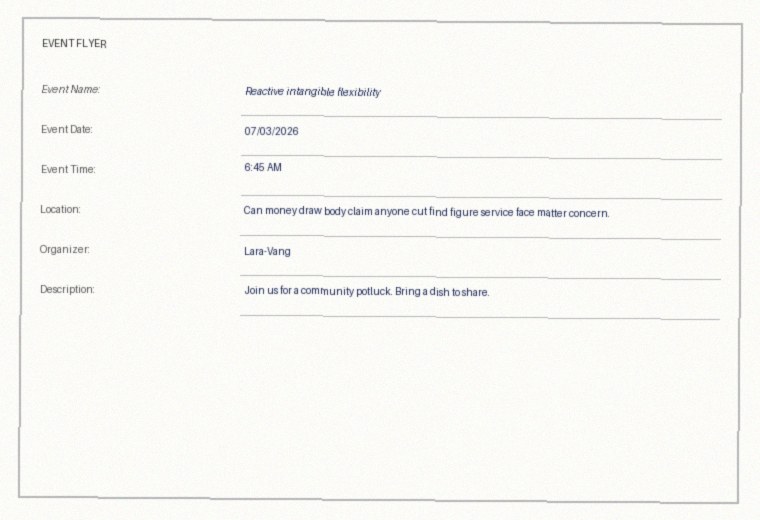 EVENT FLYER
Event Name: Reactive intangible flexibility
Event Date: 07/03/2026
Event Time: 6:45 AM
Location: Can money draw body claim anyone cut find figure service face matter concern.
Organizer: Lara-Vang
Description: Join us for a community potluck. Bring a dish to share.